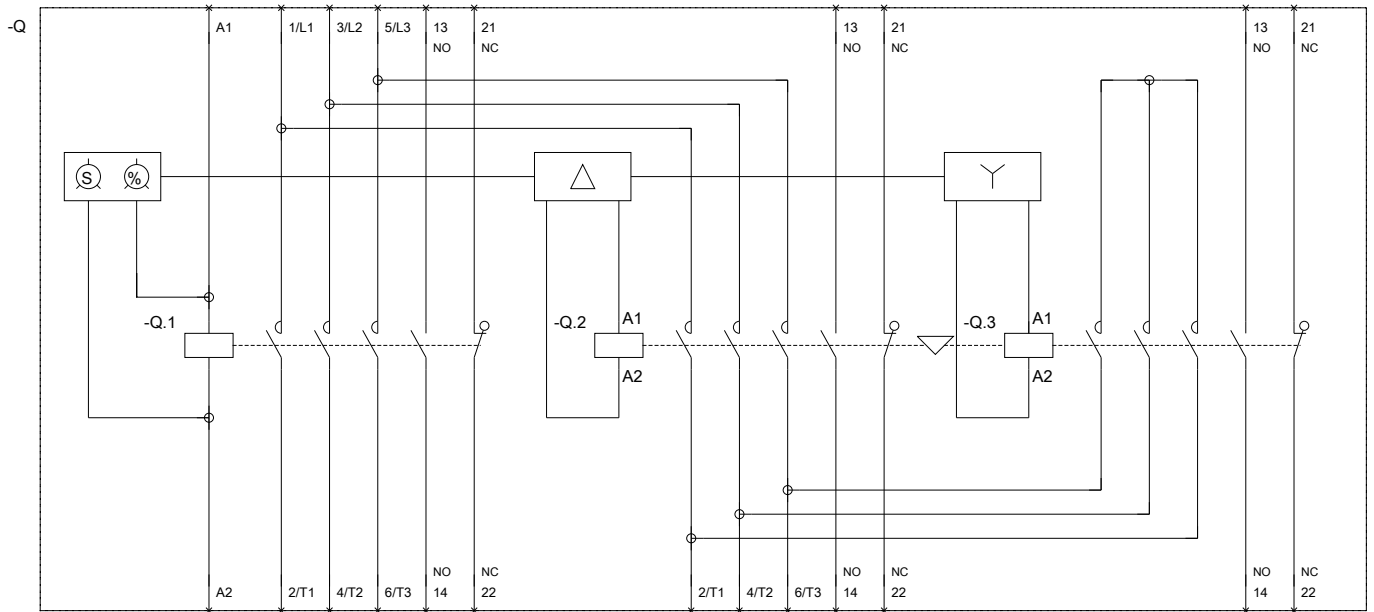 -Q A1 1/L1 3/L2 5/L3 13 21 13 21 13 21
NO NC NO NC NO NC
S %
-Q.1 -Q.2 A1 -Q.3 A1
A2 A2
NO NC NO NC NO NC
A2 2/T1 4/T2 6/T3 14 22 2/T1 4/T2 6/T3 14 22 14 22